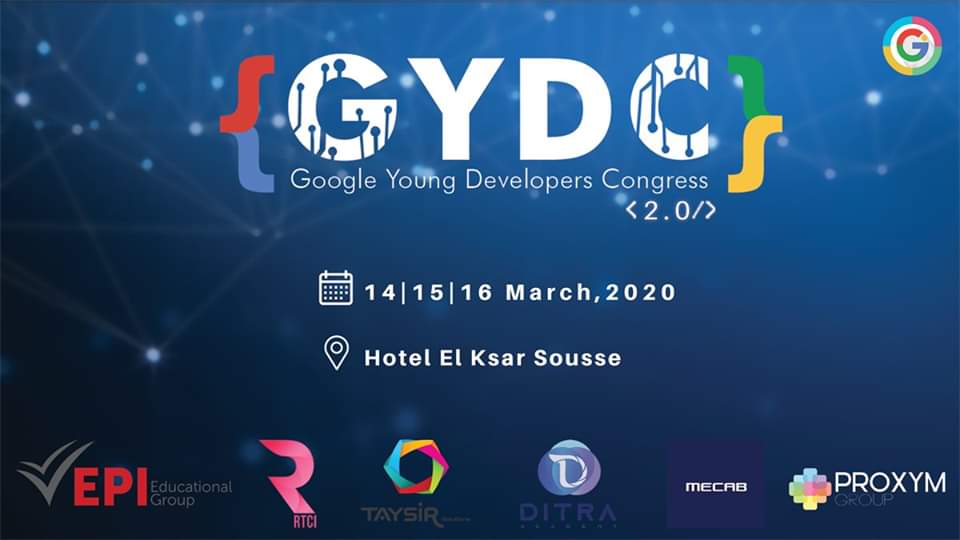 {GYDC}
Google Young Developers Congress
<2.0/>
14|15|16 March,2020
Hotel El Ksar Sousse
EPI Educational Group
RTCI
TAYSIR
DITRA
ACADEMY
MECAB
PROXYM
GROUP
G